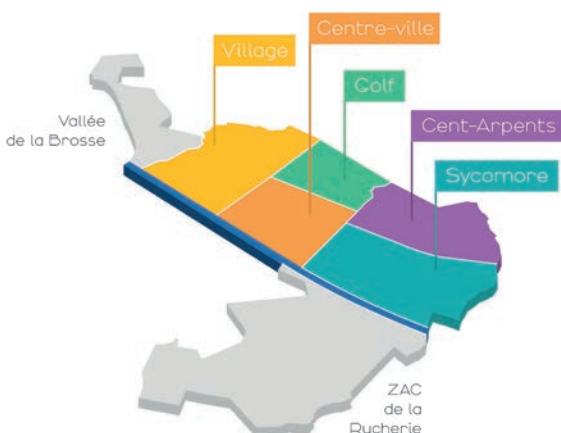 Centre-ville
Village
Golf
Vallée
de la Brosse
Cent-Arpents
Sycomore
ZAC
de la
Rucherie